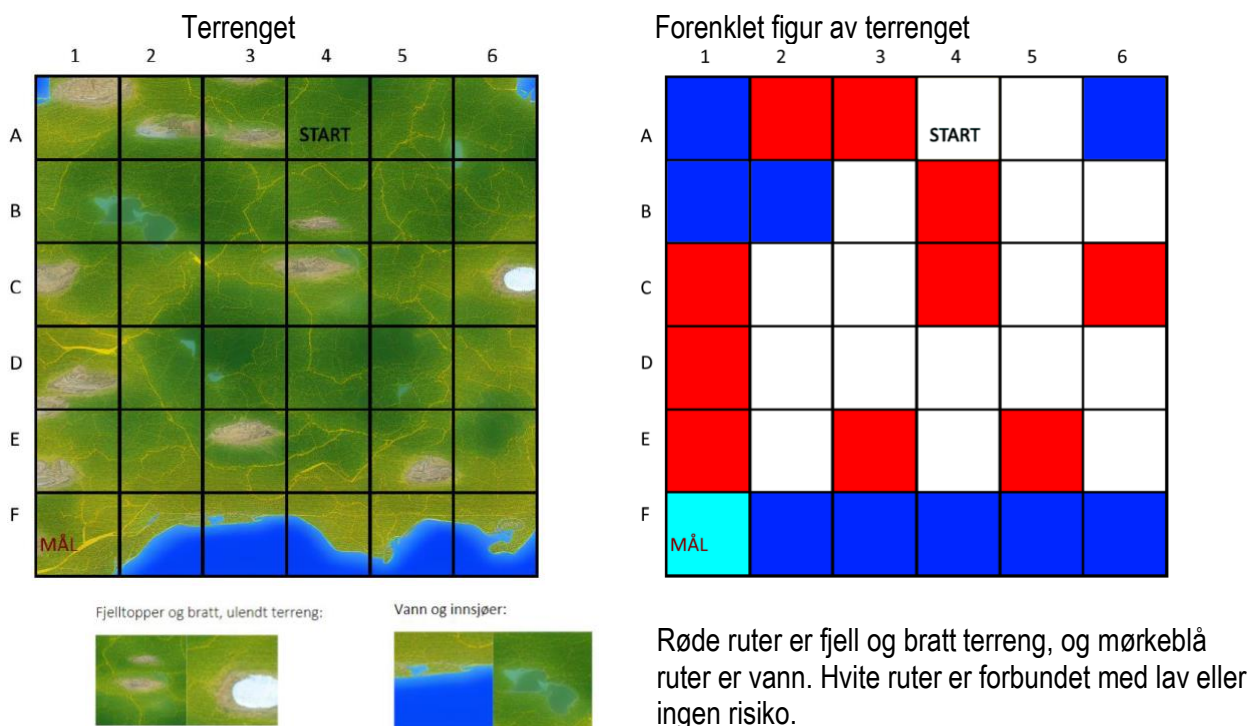 Terrenget
1 2 3 4 5 6
A START
B
C
D
E
F
MÅL
Fjelltopper og bratt, ulendt terreng:
Vann og innsjøer:
Forenklet figur av terrenget
1 2 3 4 5 6
A START
B
C
D
E
F
MÅL
Røde ruter er fjell og bratt terreng, og mørkeblå
ruter er vann. Hvite ruter er forbundet med lav eller
ingen risiko.